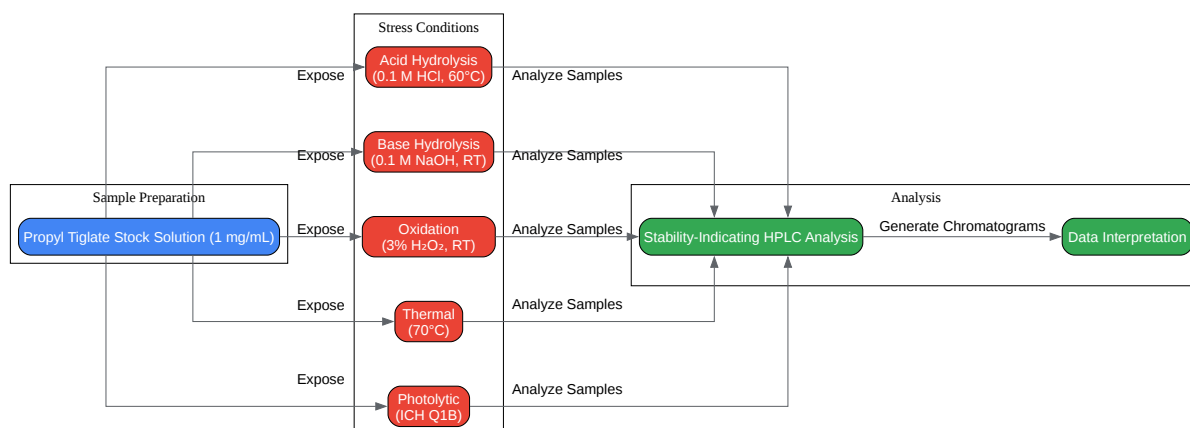 Stress Conditions
Acid Hydrolysis
(0.1 M HCl, 60°C)
Expose
Analyze Samples
Base Hydrolysis
(0.1 M NaOH, RT)
Expose
Analyze Samples
Sample Preparation
Analysis
Propyl Tiglate Stock Solution (1 mg/mL)
Expose
Oxidation
(3% H₂O₂, RT)
Analyze Samples
Stability-Indicating HPLC Analysis
Generate Chromatograms
Data Interpretation
Expose
Thermal
(70°C)
Analyze Samples
Expose
Photolytic
(ICH Q1B)
Analyze Samples